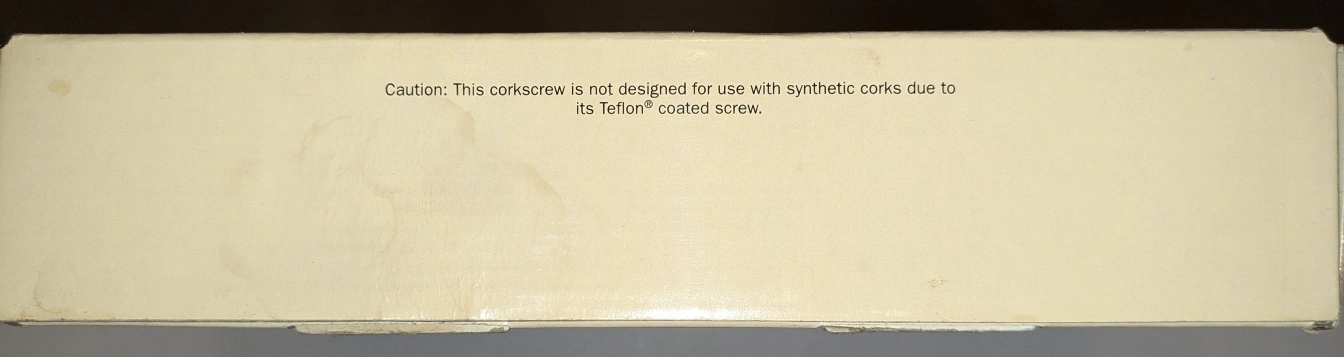 Caution: This corkscrew is not designed for use with synthetic corks due to
its Teflon® coated screw.